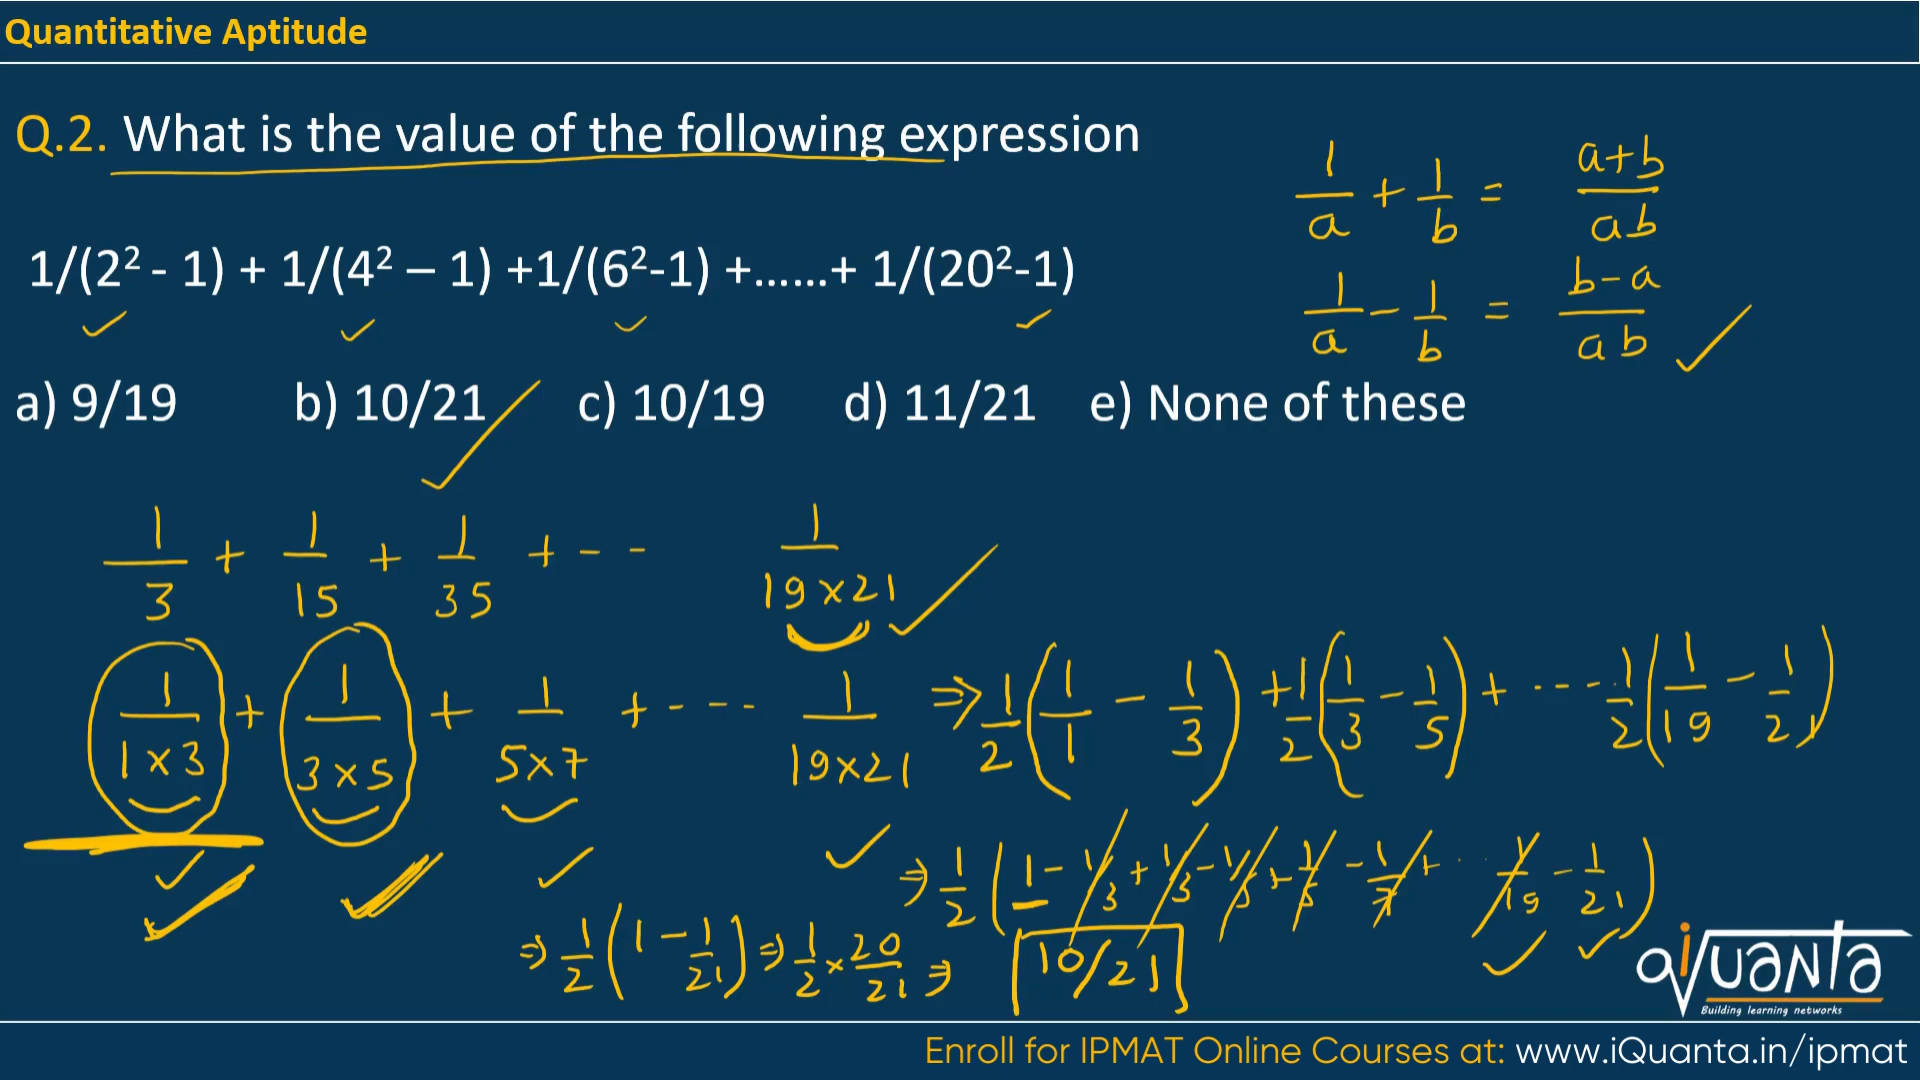 Quantitative Aptitude
Q.2. What is the value of the following expression
1/(2² - 1) + 1/(4² – 1) +1/(6²-1) +......+ 1/(20²-1)
a) 9/19 b) 10/21 c) 10/19 d) 11/21 e) None of these
1/a + 1/b = a+b/ab
1/a - 1/b = b-a/ab
1/3 + 1/15 + 1/35 + - - 1/19×21
1/1×3 + 1/3×5 + 1/5×7 + - - - 1/19×21 ⇒ 1/2 (1/1 - 1/3) + 1/2 (1/3 - 1/5) + ---- 1/2 (1/19 - 1/21)
⇒ 1/2 (1 - 1/3 + 1/3 - 1/5 + 1/5 - 1/7 + .. 1/19 - 1/21)
⇒ 1/2 (1 - 1/21) ⇒ 1/2 × 20/21 ⇒ 10/21
iQuanta
Building learning networks
Enroll for IPMAT Online Courses at: www.iQuanta.in/ipmat